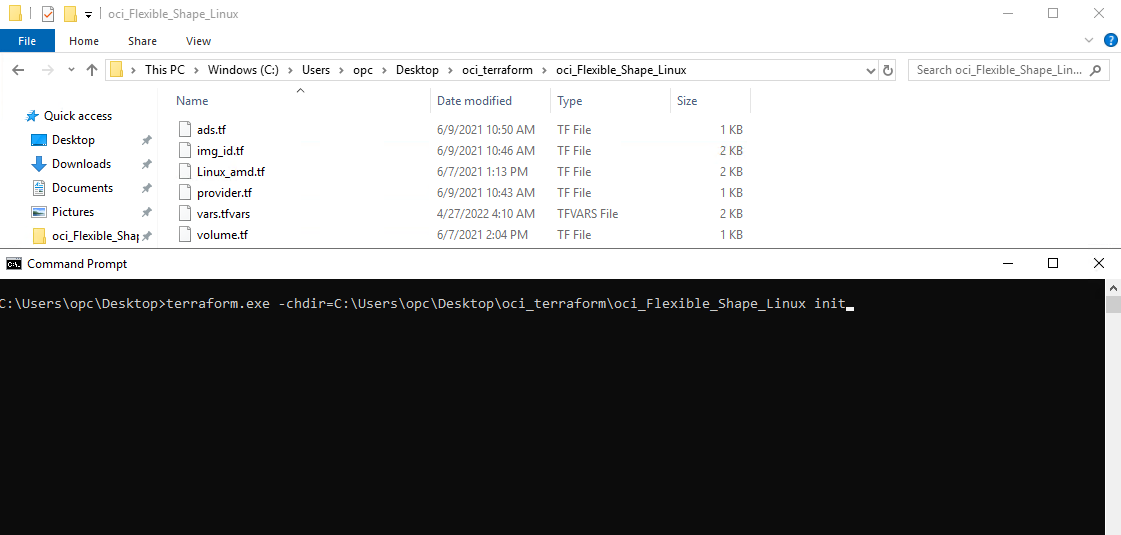 oci_Flexible_Shape_Linux
File Home Share View
This PC Windows (C:) Users opc Desktop oci_terraform oci_Flexible_Shape_Linux Search oci_Flexible_Shape_Lin...
Name Date modified Type Size
Quick access
Desktop
Downloads
Documents
Pictures
oci_Flexible_Shap
ads.tf 6/9/2021 10:50 AM TF File 1 KB
img_id.tf 6/9/2021 10:46 AM TF File 2 KB
Linux_amd.tf 6/7/2021 1:13 PM TF File 2 KB
provider.tf 6/9/2021 10:43 AM TF File 1 KB
vars.tfvars 4/27/2022 4:10 AM TFVARS File 2 KB
volume.tf 6/7/2021 2:04 PM TF File 1 KB
Command Prompt
C:\Users\opc\Desktop>terraform.exe -chdir=C:\Users\opc\Desktop\oci_terraform\oci_Flexible_Shape_Linux init